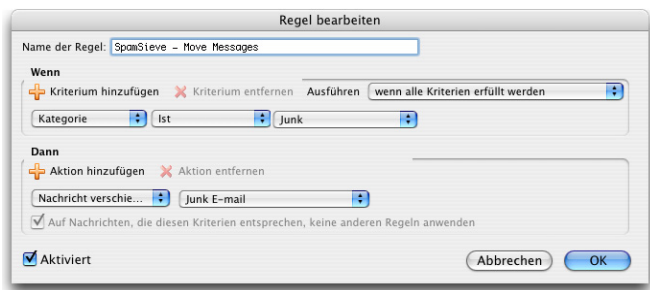 Regel bearbeiten
Name der Regel: SpamSieve - Move Messages
Wenn
Kriterium hinzufügen Kriterium entfernen Ausführen wenn alle Kriterien erfüllt werden
Kategorie Ist Junk
Dann
Aktion hinzufügen Aktion entfernen
Nachricht verschie... Junk E-mail
Auf Nachrichten, die diesen Kriterien entsprechen, keine anderen Regeln anwenden
Aktiviert Abbrechen OK